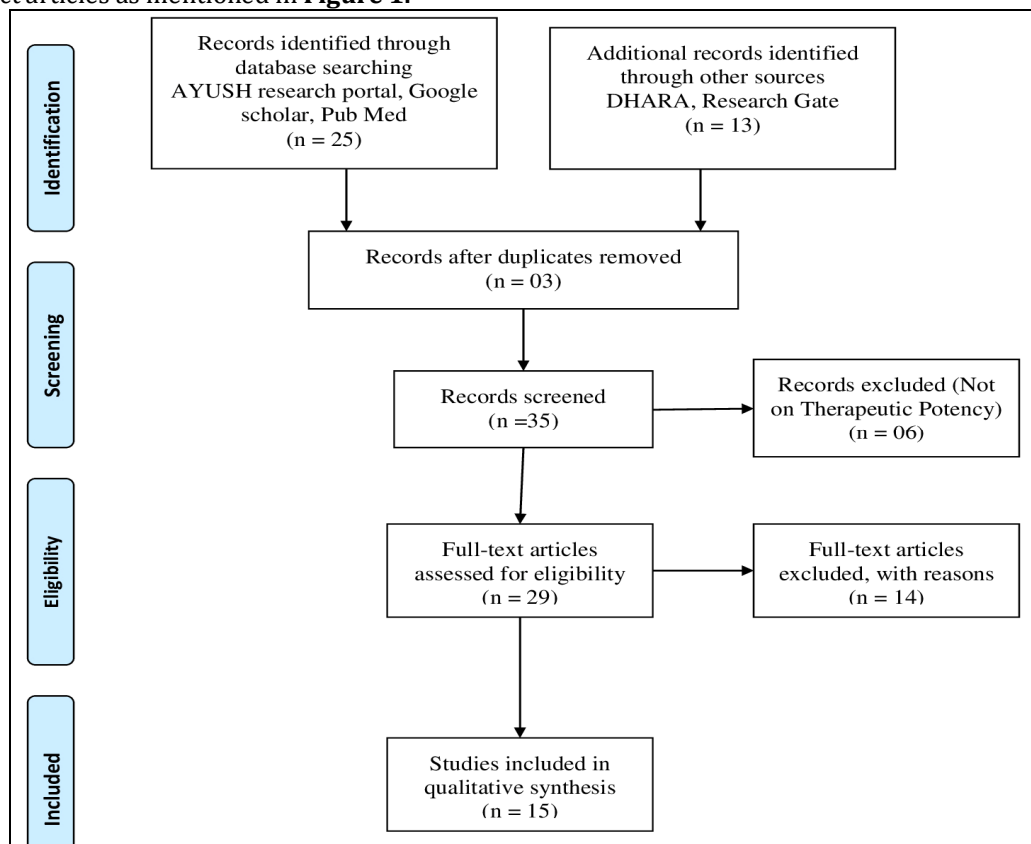 ct articles as mentioned in Figure 1.
Identification
Records identified through
database searching
AYUSH research portal, Google
scholar, Pub Med
(n = 25)
Additional records identified
through other sources
DHARA, Research Gate
(n = 13)
Records after duplicates removed
(n = 03)
Screening
Records screened
(n =35)
Records excluded (Not
on Therapeutic Potency)
(n = 06)
Eligibility
Full-text articles
assessed for eligibility
(n = 29)
Full-text articles
excluded, with reasons
(n = 14)
Included
Studies included in
qualitative synthesis
(n = 15)